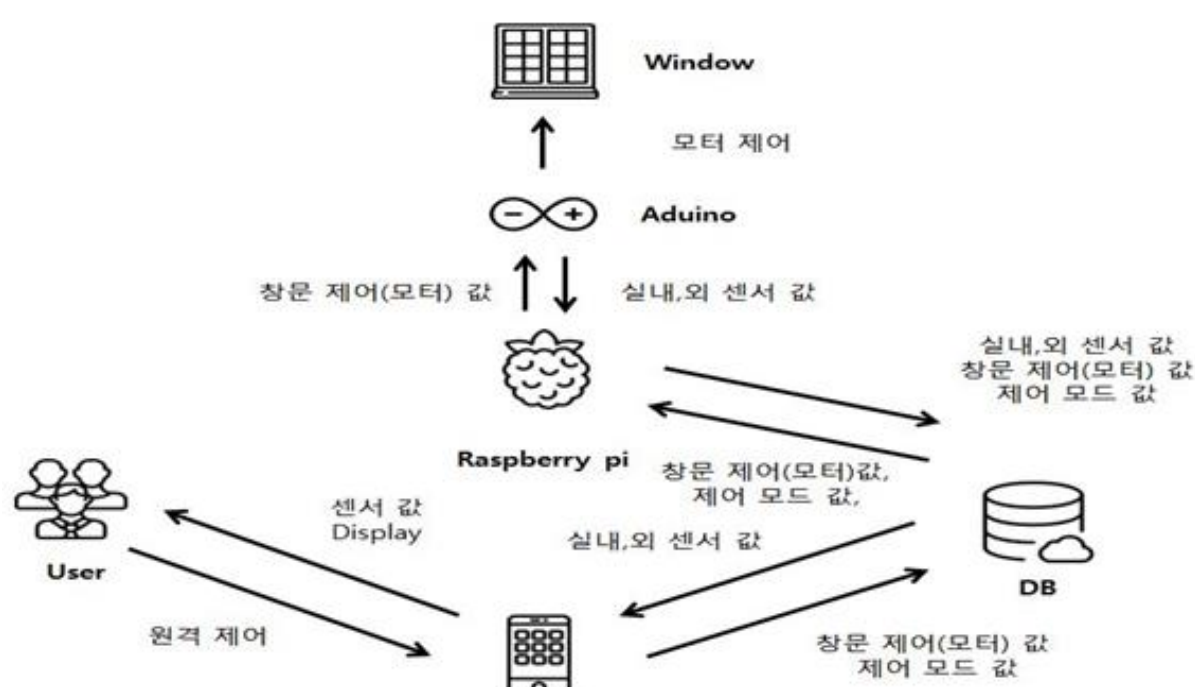 Window
모터 제어
Aduino
창문 제어(모터) 값
실내,외 센서 값
실내,외 센서 값
창문 제어(모터) 값
제어 모드 값
Raspberry pi
창문 제어(모터)값,
제어 모드 값,
센서 값
Display
실내,외 센서 값
User
DB
원격 제어
창문 제어(모터) 값
제어 모드 값